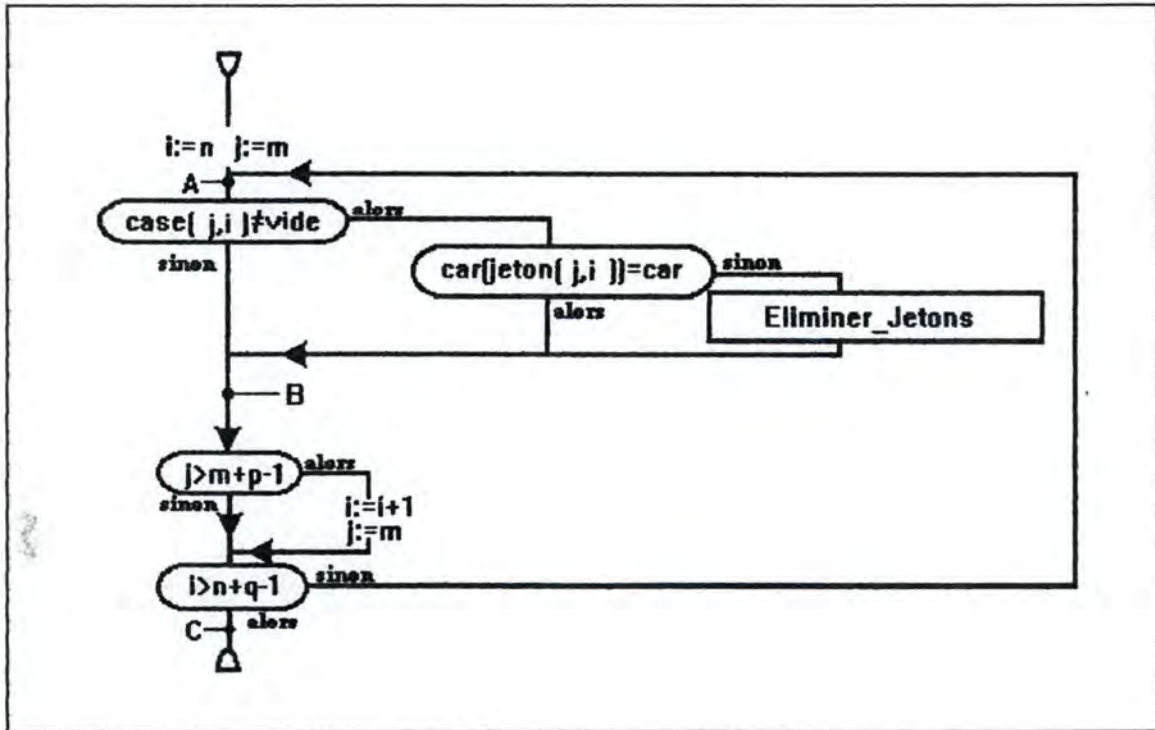 i:=n j:=m
A
case( j,i )≠vide
alors
sinon
car(jeton( j,i ))=car
sinon
alors
Eliminer_Jetons
B
j>m+p-1
alors
sinon
i:=i+1
j:=m
i>n+q-1
sinon
alors
C